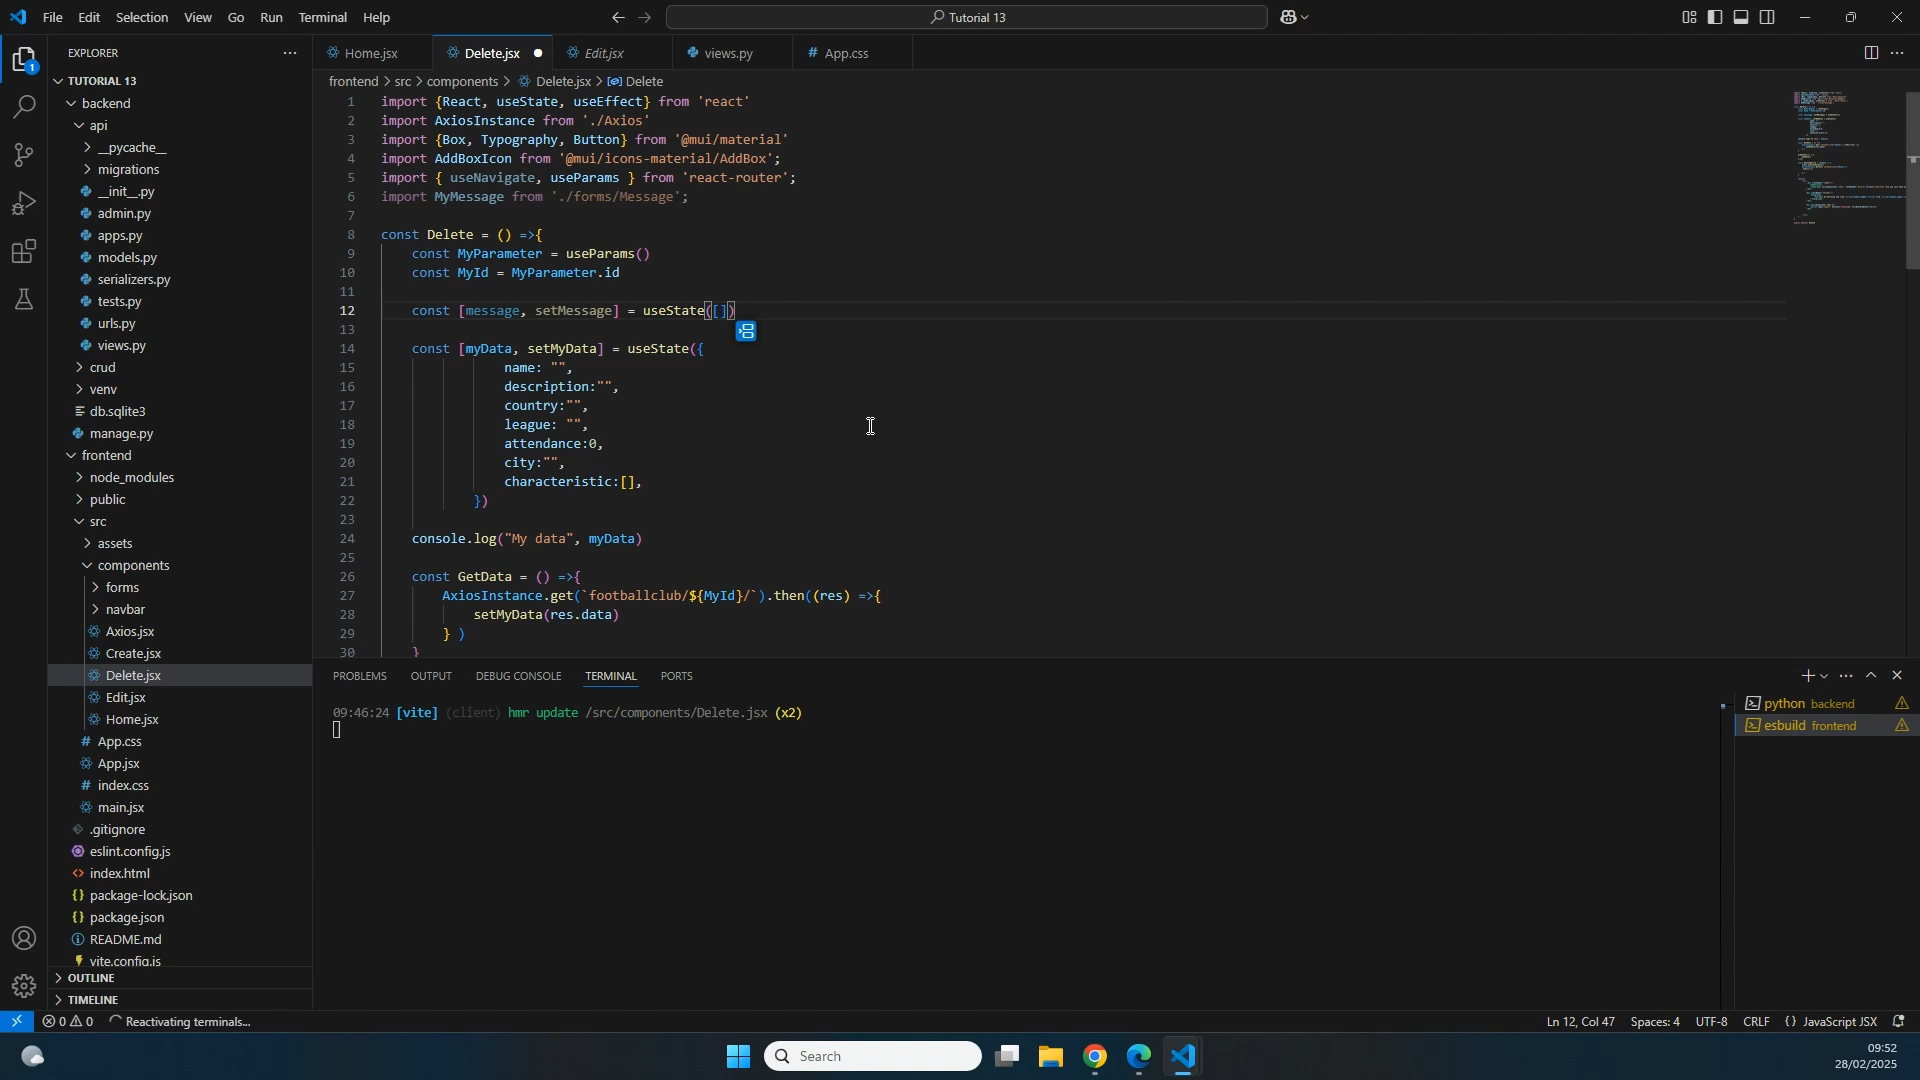 File Edit Selection View Go Run Terminal Help
Tutorial 13
EXPLORER
TUTORIAL 13
backend
api
__pycache__
migrations
__init__.py
admin.py
apps.py
models.py
serializers.py
tests.py
urls.py
views.py
crud
venv
db.sqlite3
manage.py
frontend
node_modules
public
src
assets
components
forms
navbar
Axios.jsx
Create.jsx
Delete.jsx
Edit.jsx
Home.jsx
App.css
App.jsx
index.css
main.jsx
.gitignore
eslint.config.js
index.html
package-lock.json
package.json
README.md
vite.config.js
OUTLINE
TIMELINE
Home.jsx Delete.jsx Edit.jsx views.py App.css
frontend > src > components > Delete.jsx > Delete
1 import {React, useState, useEffect} from 'react'
2 import AxiosInstance from './Axios'
3 import {Box, Typography, Button} from '@mui/material'
4 import AddBoxIcon from '@mui/icons-material/AddBox';
5 import { useNavigate, useParams } from 'react-router';
6 import MyMessage from './forms/Message';
7
8 const Delete = () =>{
9 const MyParameter = useParams()
10 const MyId = MyParameter.id
11
12 const [message, setMessage] = useState([])
13
14 const [myData, setMyData] = useState({
15 name: "",
16 description:"",
17 country:"",
18 league: "",
19 attendance:0,
20 city:"",
21 characteristic:[],
22 })
23
24 console.log("My data", myData)
25
26 const GetData = () =>{
27 AxiosInstance.get(`footballclub/${MyId}/`).then((res) =>{
28 setMyData(res.data)
29 } )
30 }
PROBLEMS OUTPUT DEBUG CONSOLE TERMINAL PORTS
09:46:24 [vite] (client) hmr update /src/components/Delete.jsx (x2)
python backend
esbuild frontend
0 0 Reactivating terminals...
Ln 12, Col 47 Spaces: 4 UTF-8 CRLF {} JavaScript JSX
Search
09:52
28/02/2025